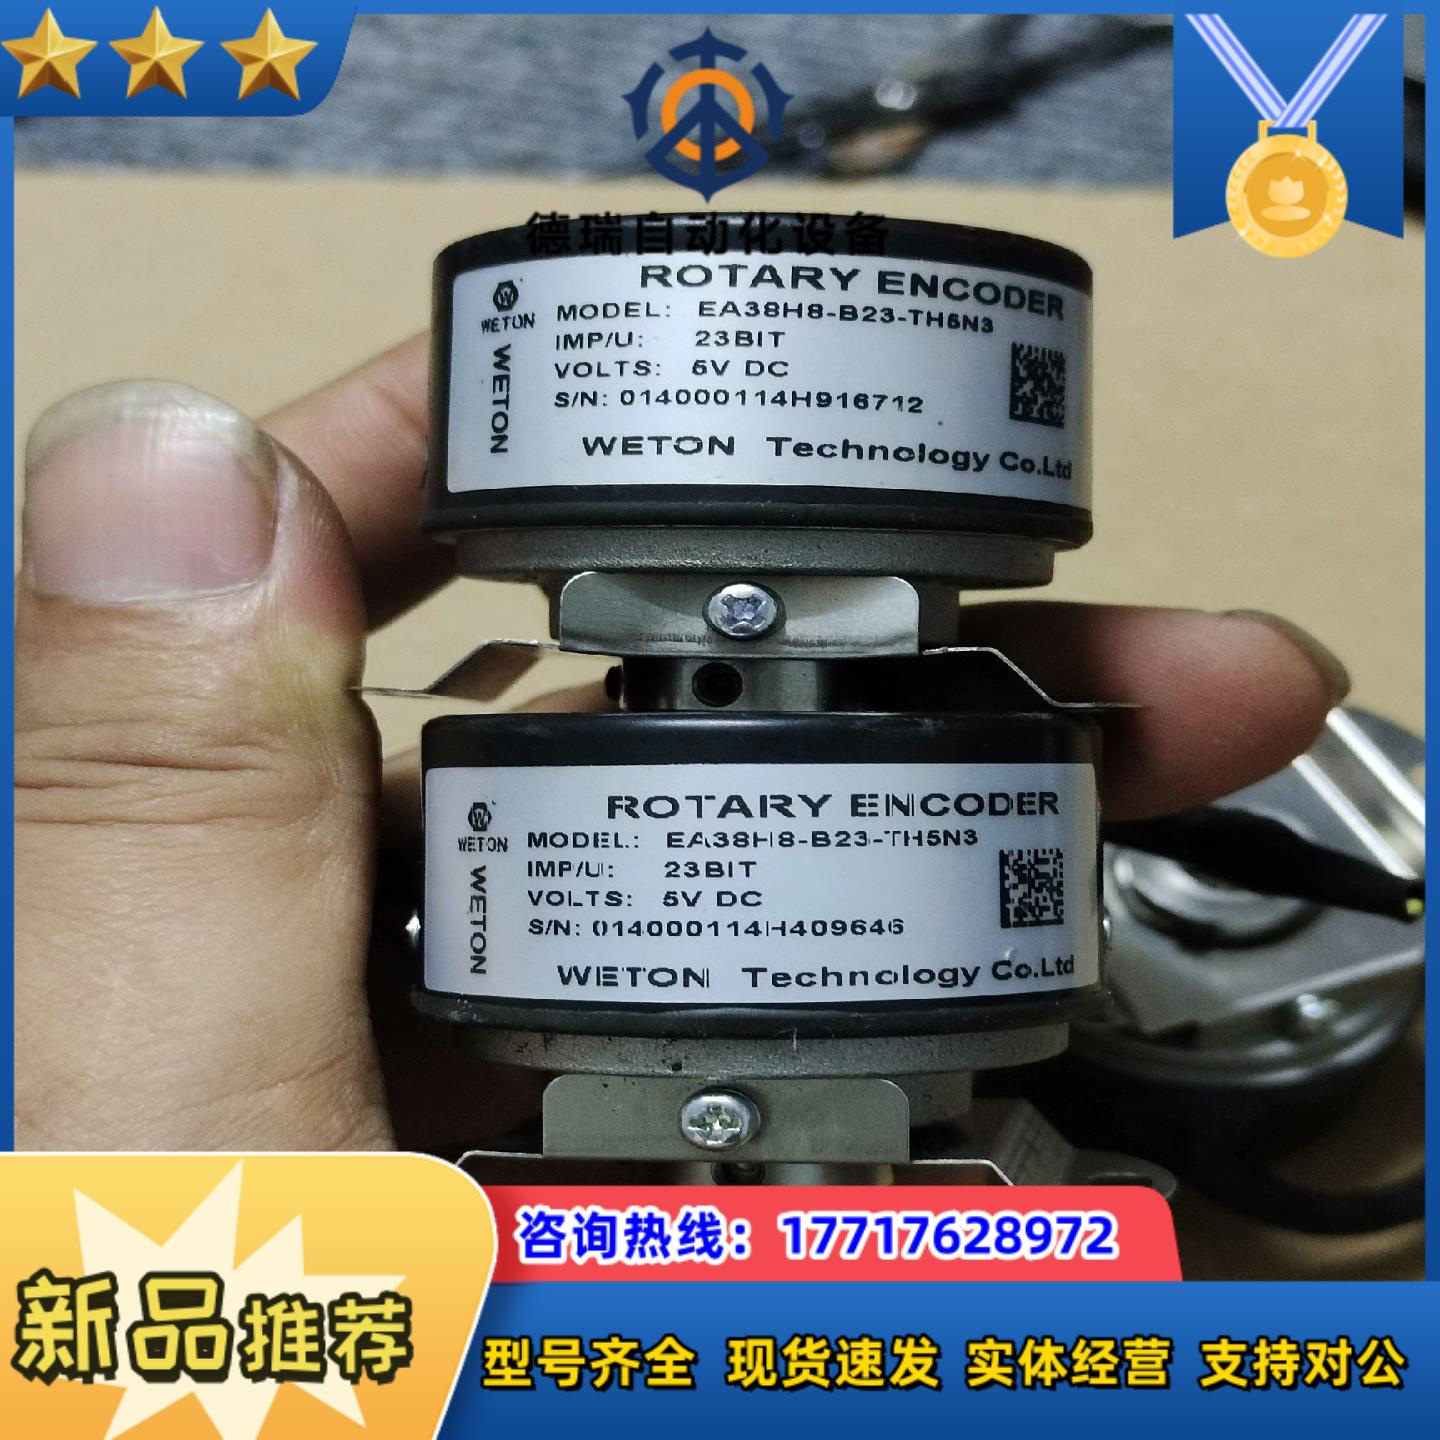 德瑞自动化设备
ROTARY ENCODER
WETON
WETON
MODEL: EA38H8-B23-TH5N3
IMP/U: 23BIT
VOLTS: 5V DC
S/N: 014000114H916712
WETON Technology Co.Ltd
ROTARY ENCODER
WETON
WETON
MODEL: EA38H8-B23-TH5N3
IMP/U: 23BIT
VOLTS: 5V DC
S/N: 014000114H409646
WETON Technology Co.Ltd
咨询热线：17717628972
新品推荐
型号齐全 现货速发 实体经营 支持对公